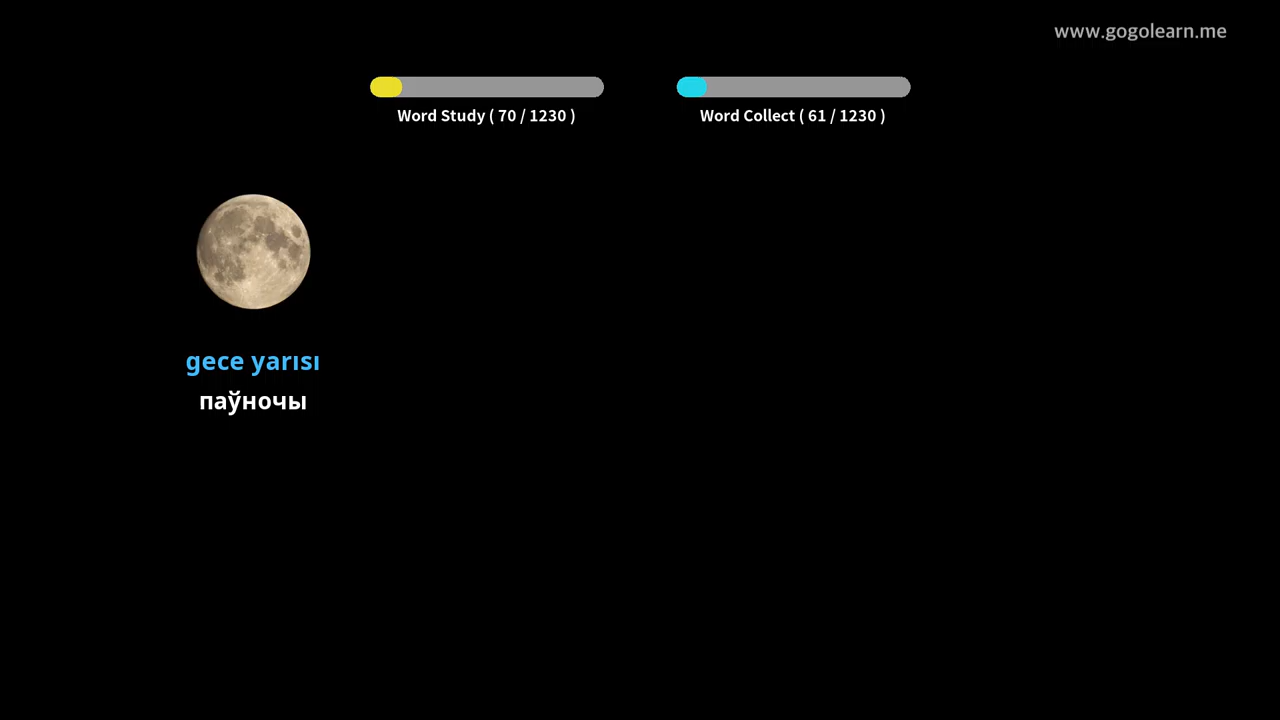 www.gogolearn.me
Word Study ( 70 / 1230 )
Word Collect ( 61 / 1230 )
gece yarısı
паўночы